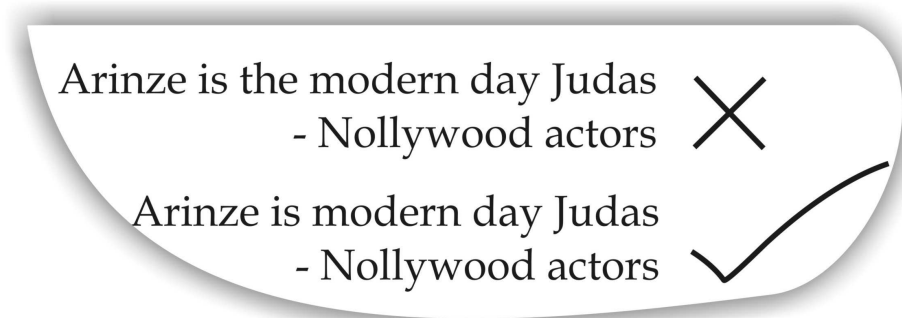 Arinze is the modern day Judas
- Nollywood actors
Arinze is modern day Judas
- Nollywood actors